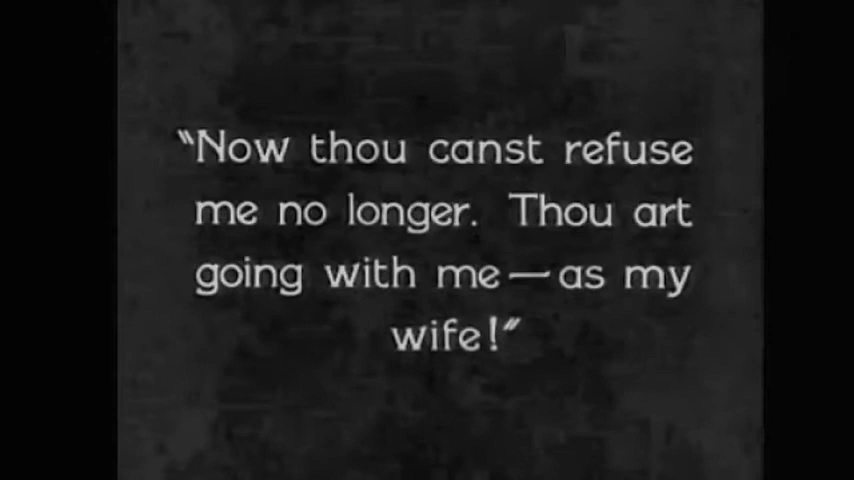 "Now thou canst refuse
me no longer. Thou art
going with me—as my
wife!"